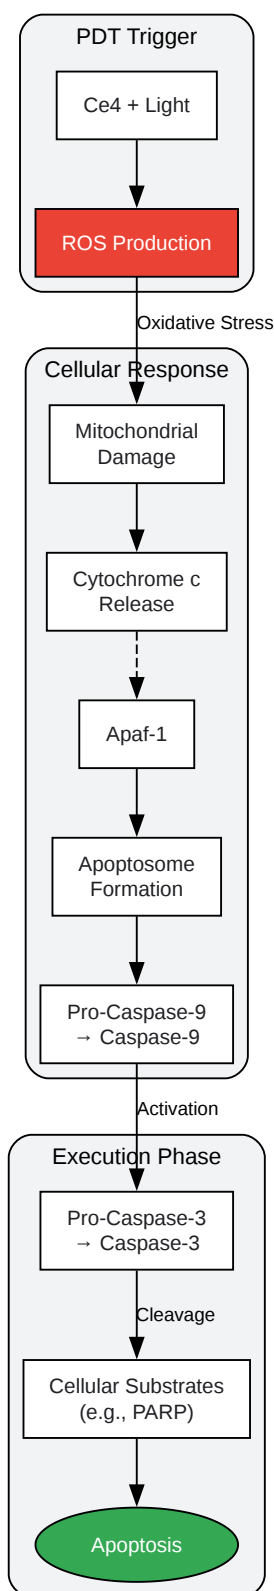 PDT Trigger
Ce4 + Light
ROS Production
Oxidative Stress
Cellular Response
Mitochondrial
Damage
Cytochrome c
Release
Apaf-1
Apoptosome
Formation
Pro-Caspase-9
→ Caspase-9
Activation
Execution Phase
Pro-Caspase-3
→ Caspase-3
Cleavage
Cellular Substrates
(e.g., PARP)
Apoptosis